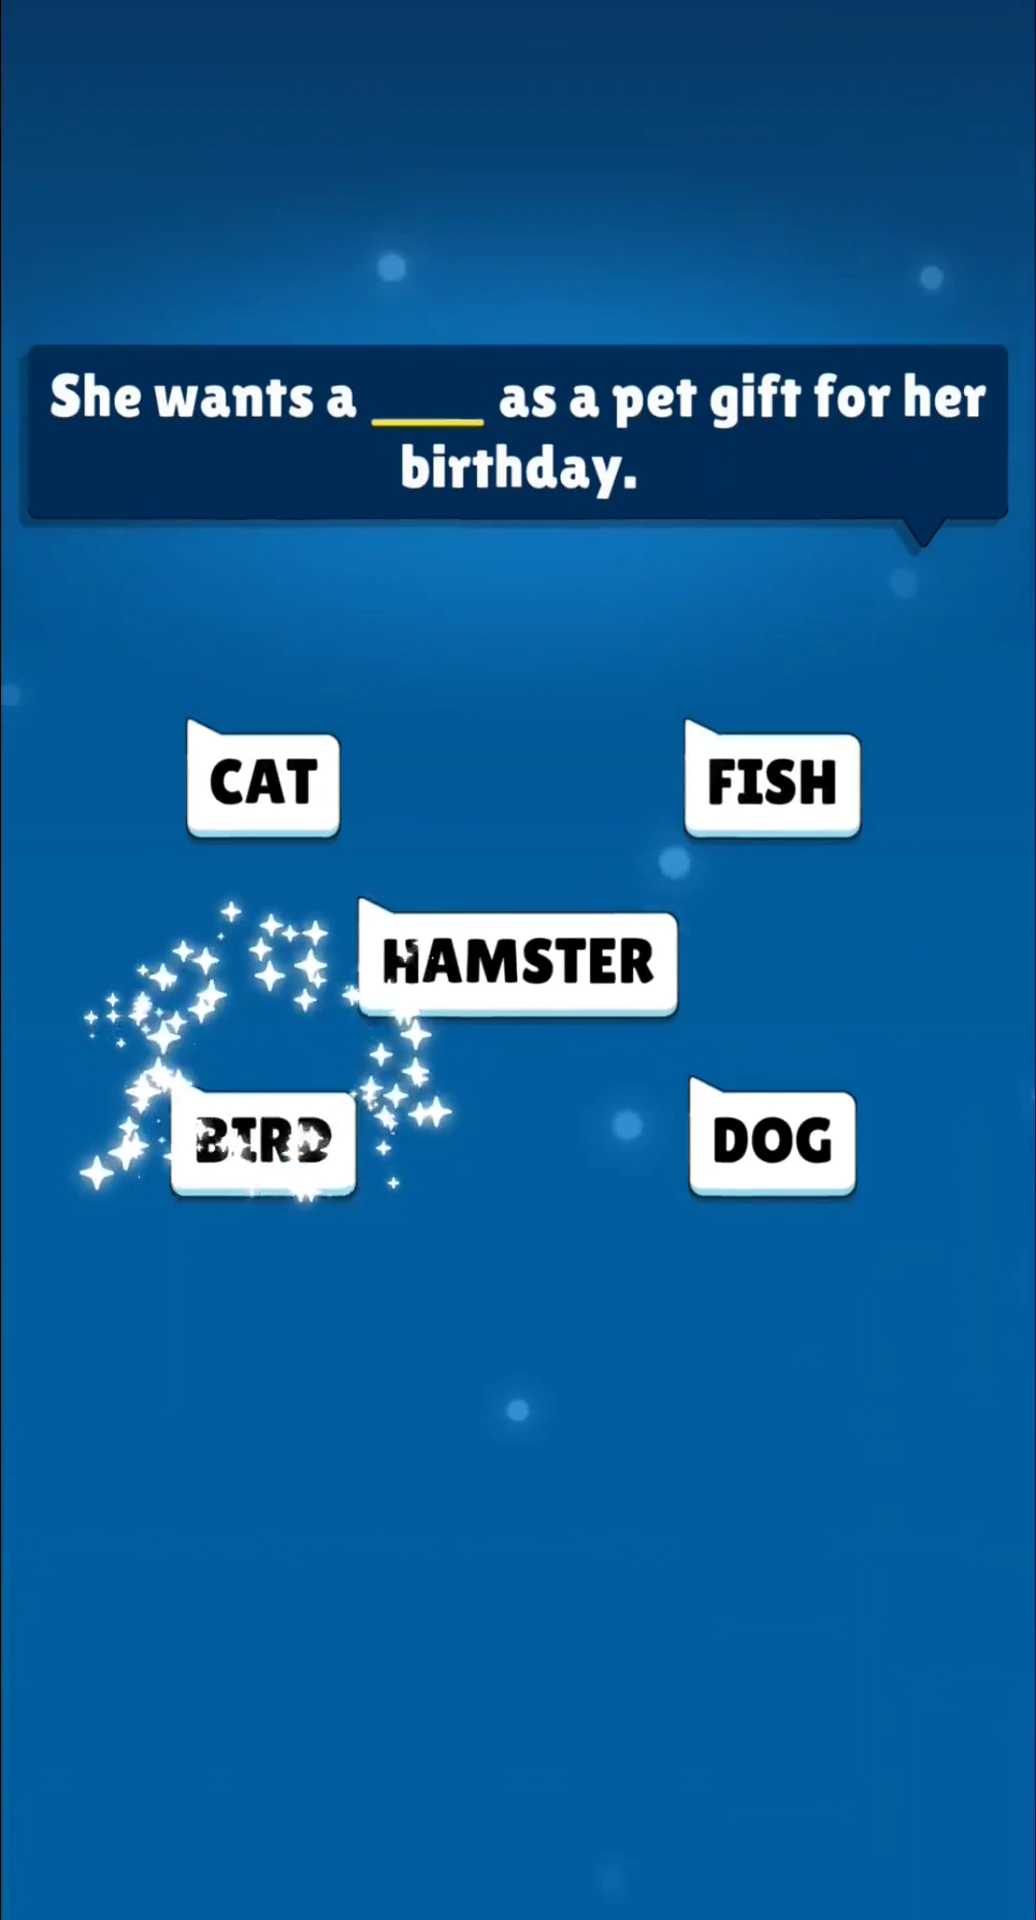 She wants a ____ as a pet gift for her
birthday.
CAT
FISH
HAMSTER
BIRD
DOG